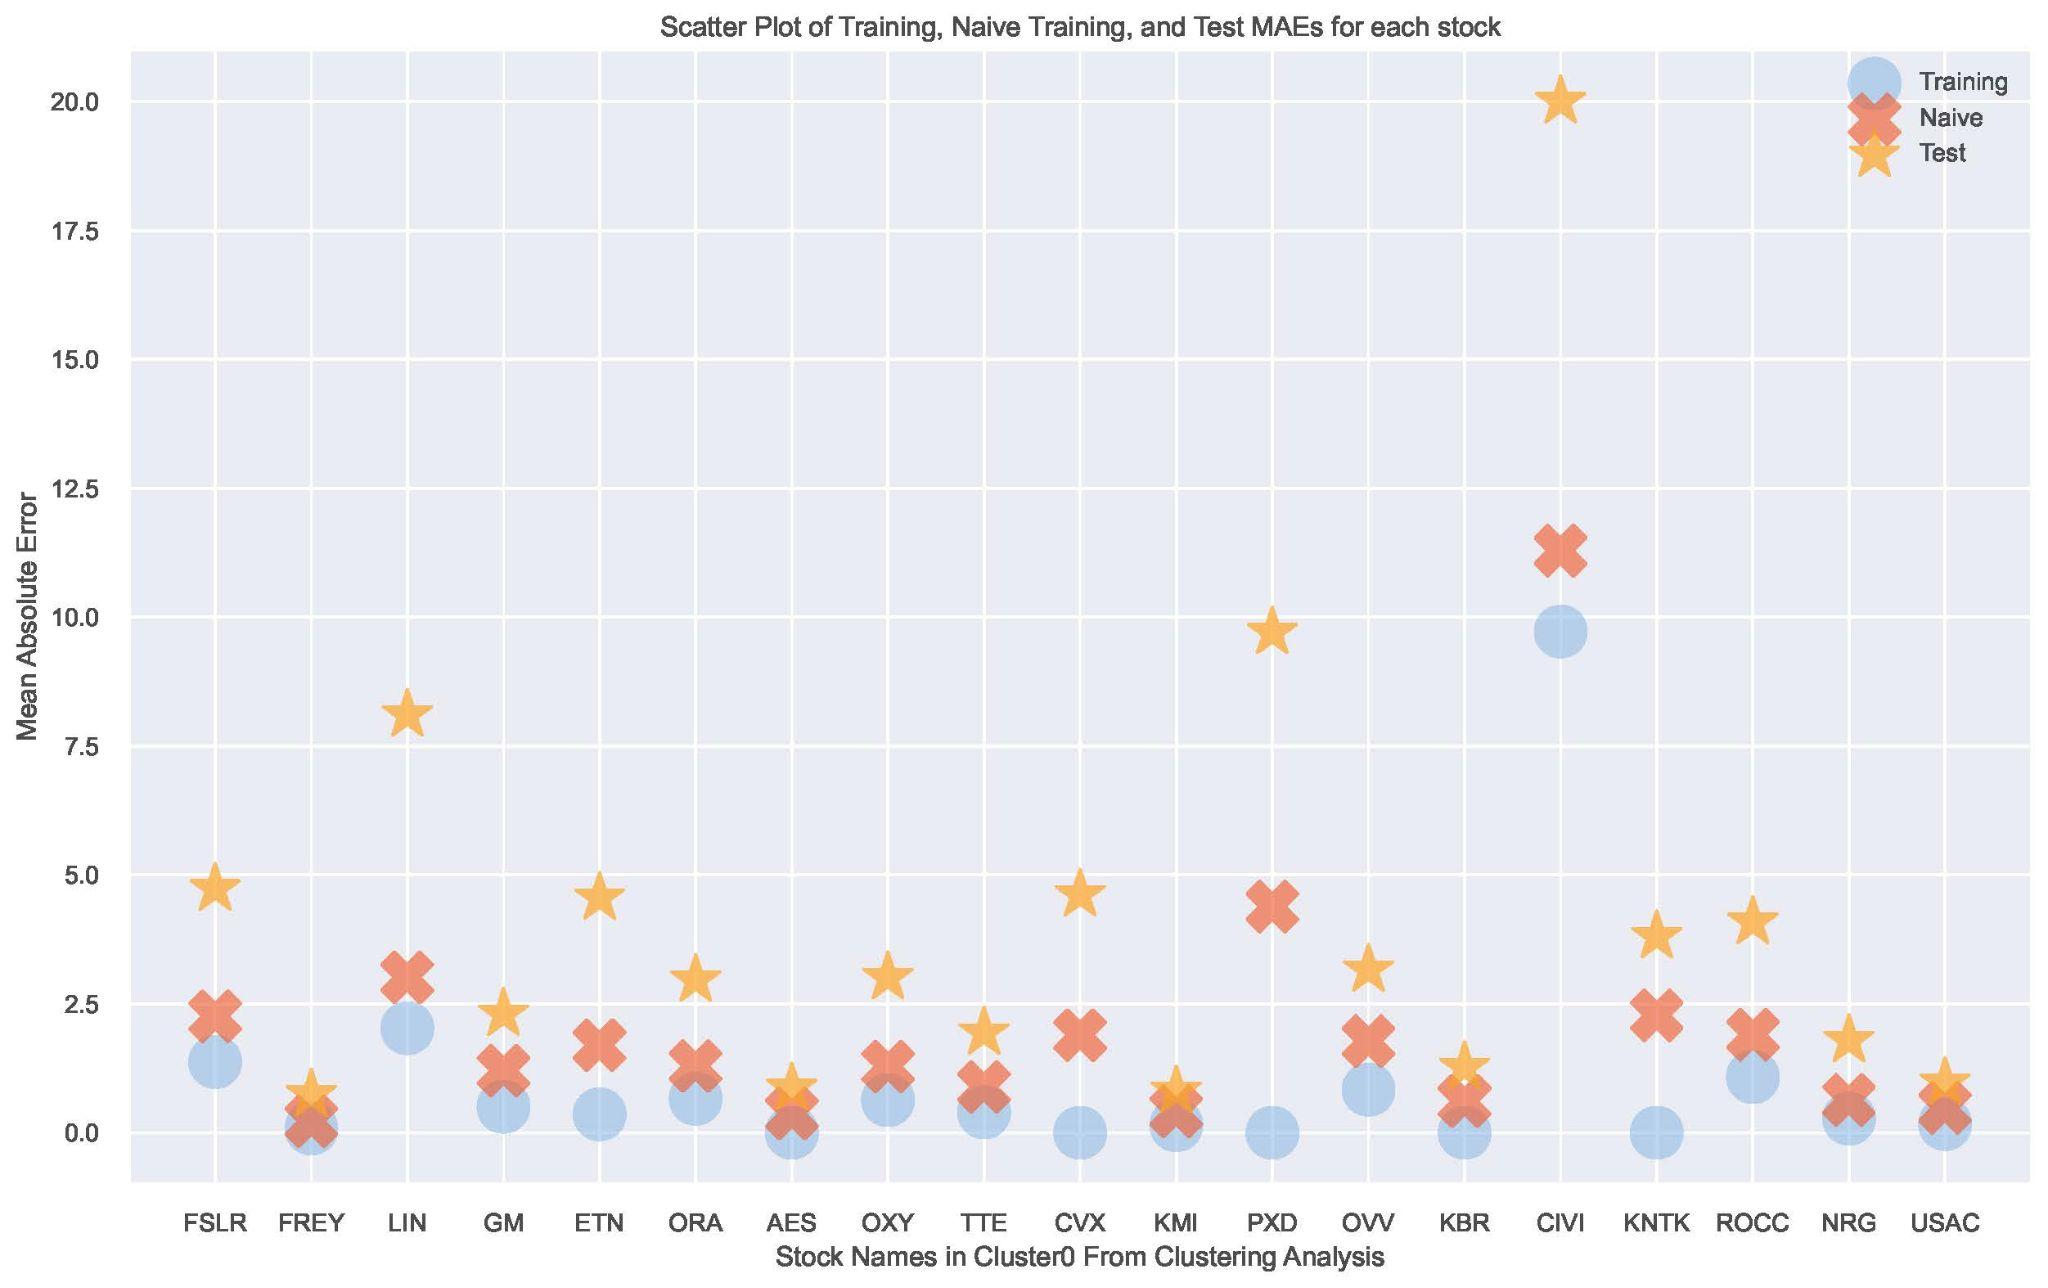 Scatter Plot of Training, Naive Training, and Test MAEs for each stock
Training
Naive
Test
Mean Absolute Error
20.0
17.5
15.0
12.5
10.0
7.5
5.0
2.5
0.0
FSLR FREY LIN GM ETN ORA AES OXY TTE CVX KMI PXD OVV KBR CIVI KNTK ROCC NRG USAC
Stock Names in Cluster0 From Clustering Analysis